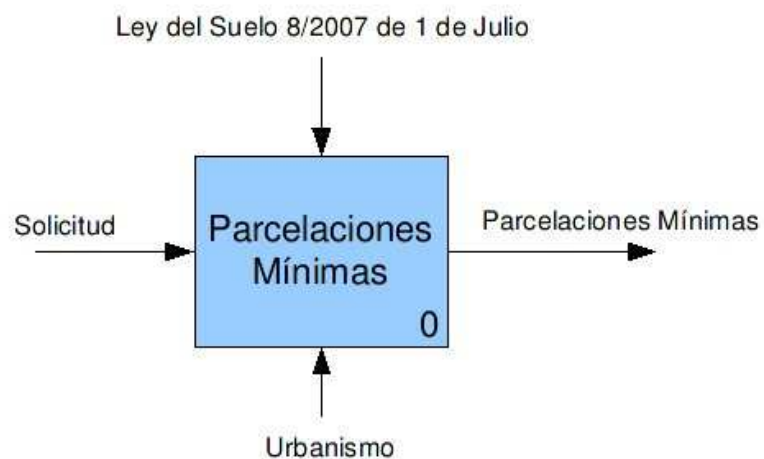 Ley del Suelo 8/2007 de 1 de Julio
Solicitud
Parcelaciones
Mínimas
0
Parcelaciones Mínimas
Urbanismo